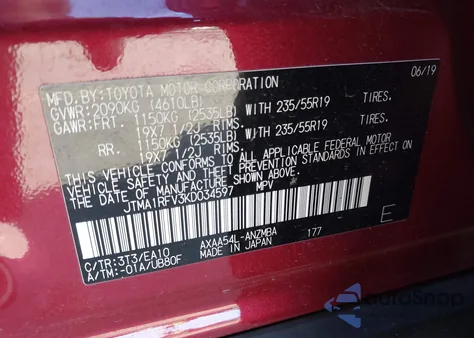 MFD. BY: TOYOTA MOTOR CORPORATION 06/19
GVWR: 2090KG (4610LB)
GAWR: FRT. 1150KG (2535LB) WITH 235/55R19 TIRES.
19X7 1/2J RIMS.
RR. 1150KG (2535LB) WITH 235/55R19 TIRES.
19X7 1/2J RIMS.
THIS VEHICLE CONFORMS TO ALL APPLICABLE FEDERAL MOTOR
VEHICLE SAFETY AND THEFT PREVENTION STANDARDS IN EFFECT ON THE
DATE OF MANUFACTURE SHOWN ABOVE.
JTMA1RFV3KD034597 MPV
E
C/TR: 3T3/EA10 AXAA54L-ANZMBA 177
A/TM: -01A/UB80F MADE IN JAPAN
AutoSnap